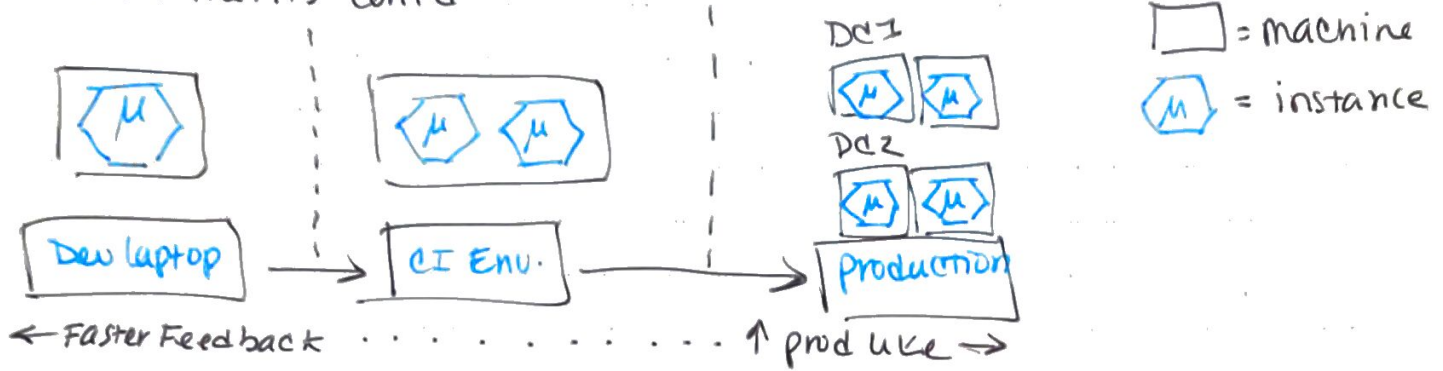 DC1
□ = machine
μ
μ μ
μ μ
μ = instance
DC2
μ μ
Dev laptop
CI Env.
production
← Faster Feedback . . . . . . . . . . ↑ prod like →